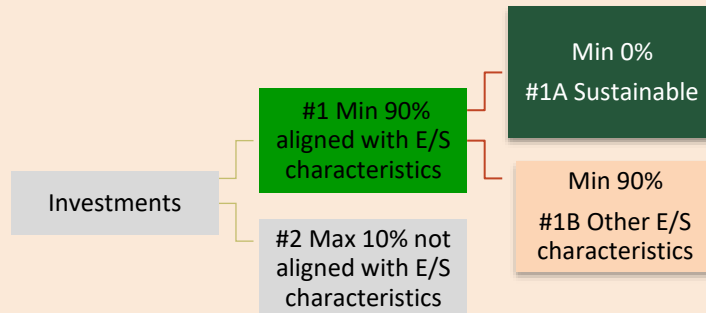 Investments
#1 Min 90%
aligned with E/S
characteristics
#2 Max 10% not
aligned with E/S
characteristics
Min 0%
#1A Sustainable
Min 90%
#1B Other E/S
characteristics